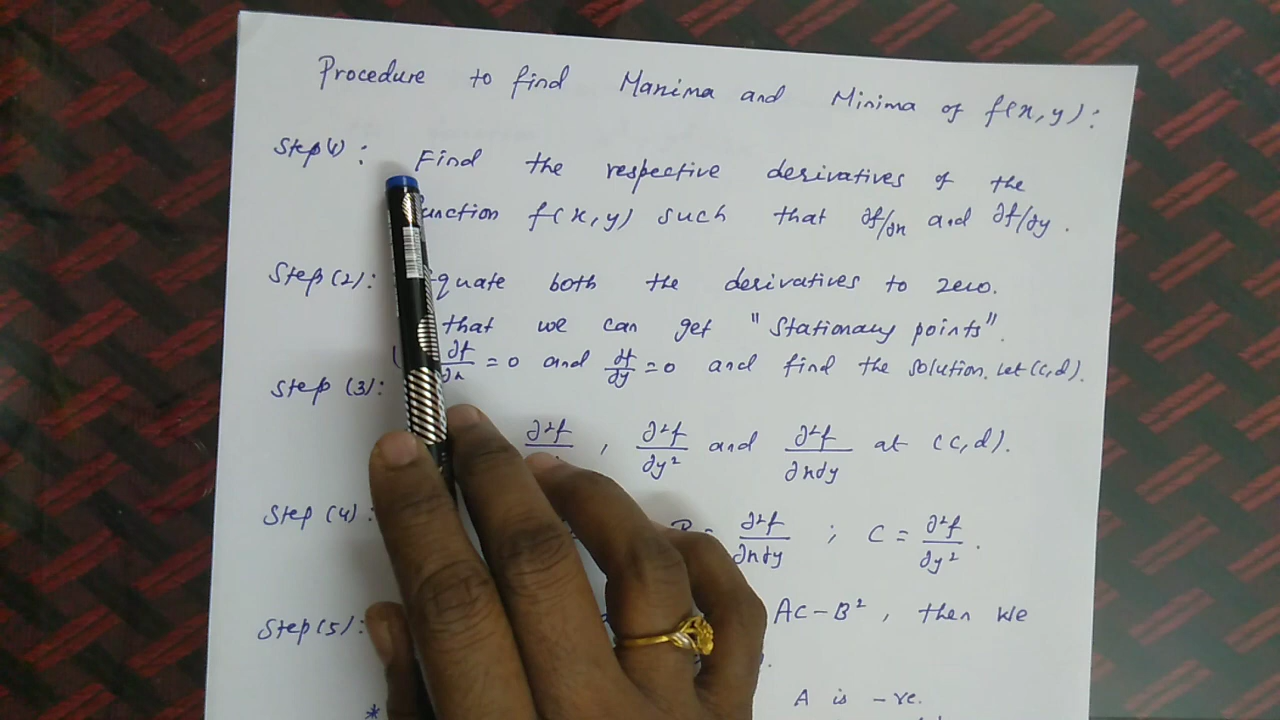 Procedure to find Maxima and Minima of f(x,y):
Step(1): Find the respective derivatives of the
function f(x,y) such that ∂f/∂x and ∂f/∂y.
Step(2): Equate both the derivatives to zero.
that we can get "Stationary points".
∂f/∂x = 0 and ∂f/∂y = 0 and find the solution. Let (c,d).
Step (3):
∂²f , ∂²f/∂y² and ∂²f/∂x∂y at (c,d).
Step (4): B = ∂²f/∂x∂y ; C = ∂²f/∂y².
Step(5): AC-B², then we
* A is -ve.